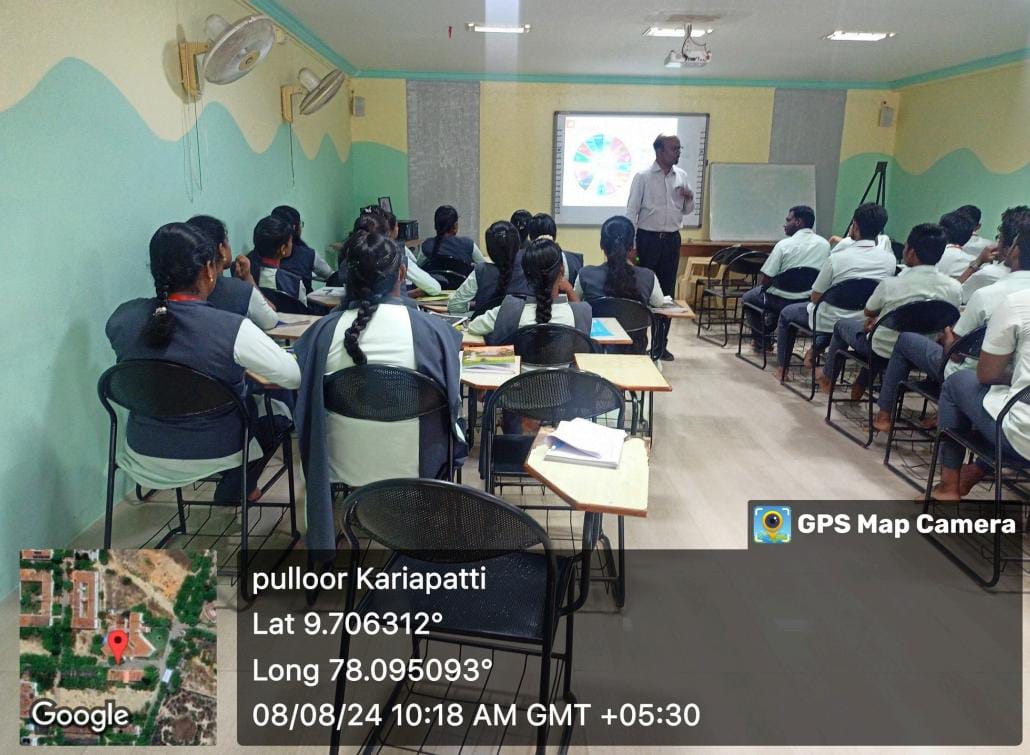 GPS Map Camera
pulloor Kariapatti
Lat 9.706312°
Long 78.095093°
08/08/24 10:18 AM GMT +05:30
Google